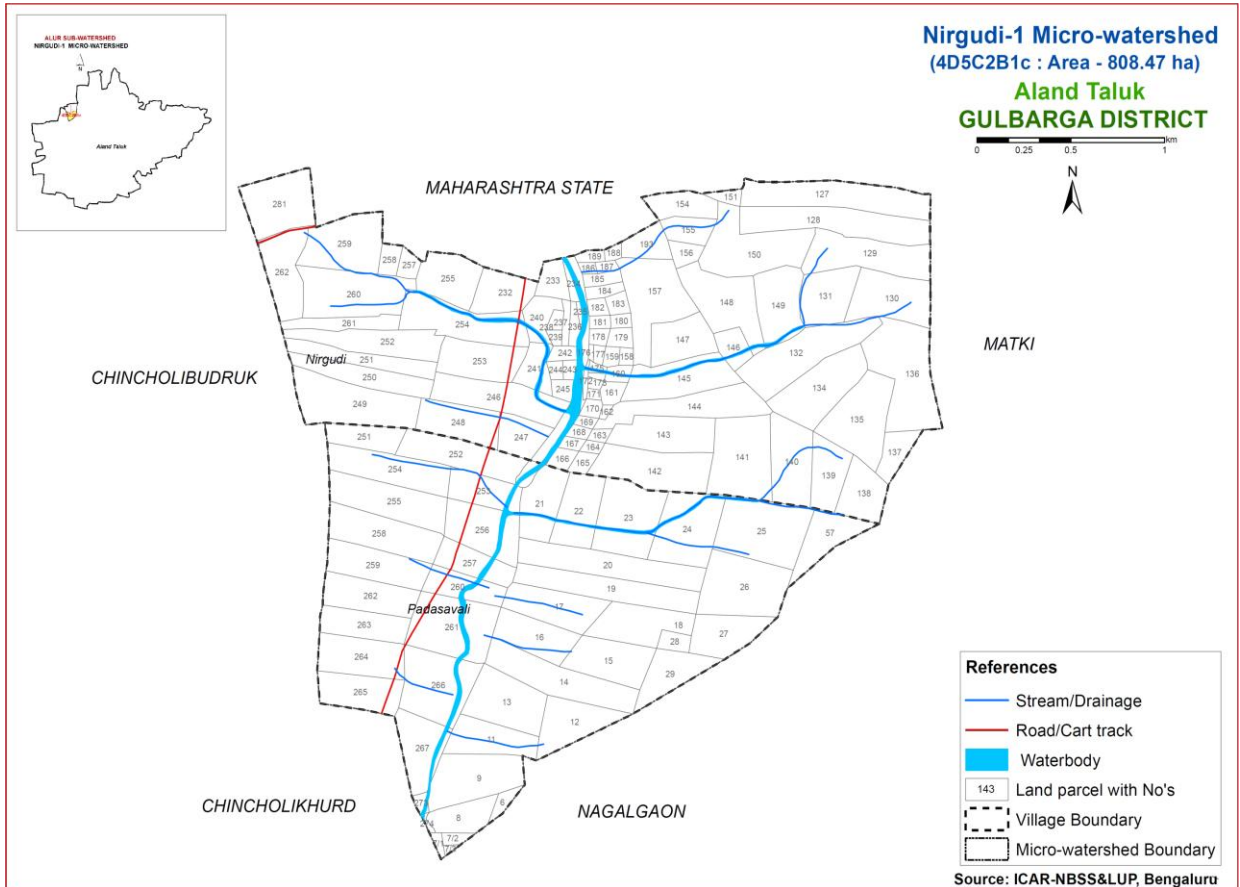 ALUR SUB-WATERSHED
NIRGUDI-1 MICRO-WATERSHED
N
Aland Taluk
Nirgudi-1 Micro-watershed
(4D5C2B1c : Area - 808.47 ha)
Aland Taluk
GULBARGA DISTRICT
km
0 0.25 0.5 1
N
MAHARASHTRA STATE
MATKI
CHINCHOLIBUDRUK
CHINCHOLIKHURD
NAGALGAON
Nirgudi
Padasavali
281
154 151 127
128
259 189 188 193 155
262 258 257 186 187 156 150 129
255 232 233 234 185
260 184 157 148 149 131 130
254 240 235 182 183
261 238 237 236 181 180
252 239 178 179 147 146 132
251 253 242 176 77 159 158
250 241 244 243 160 145 134 136
246 245 172 173 171 161
249 170 162 144 135
248 169
247 168 163 143
251 252 167 164 141 137
254 166 165 142 140 139 138
253
255 256 21 22 23 24 25 57
258
257 20
259 260 19 26
262 17
263 261 16 18 27
264 28
15 29
266 14
265 13
12
267 11
9
273 6
274 8
7/2
References
Stream/Drainage
Road/Cart track
Waterbody
143 Land parcel with No's
Village Boundary
Micro-watershed Boundary
Source: ICAR-NBSS&LUP, Bengaluru